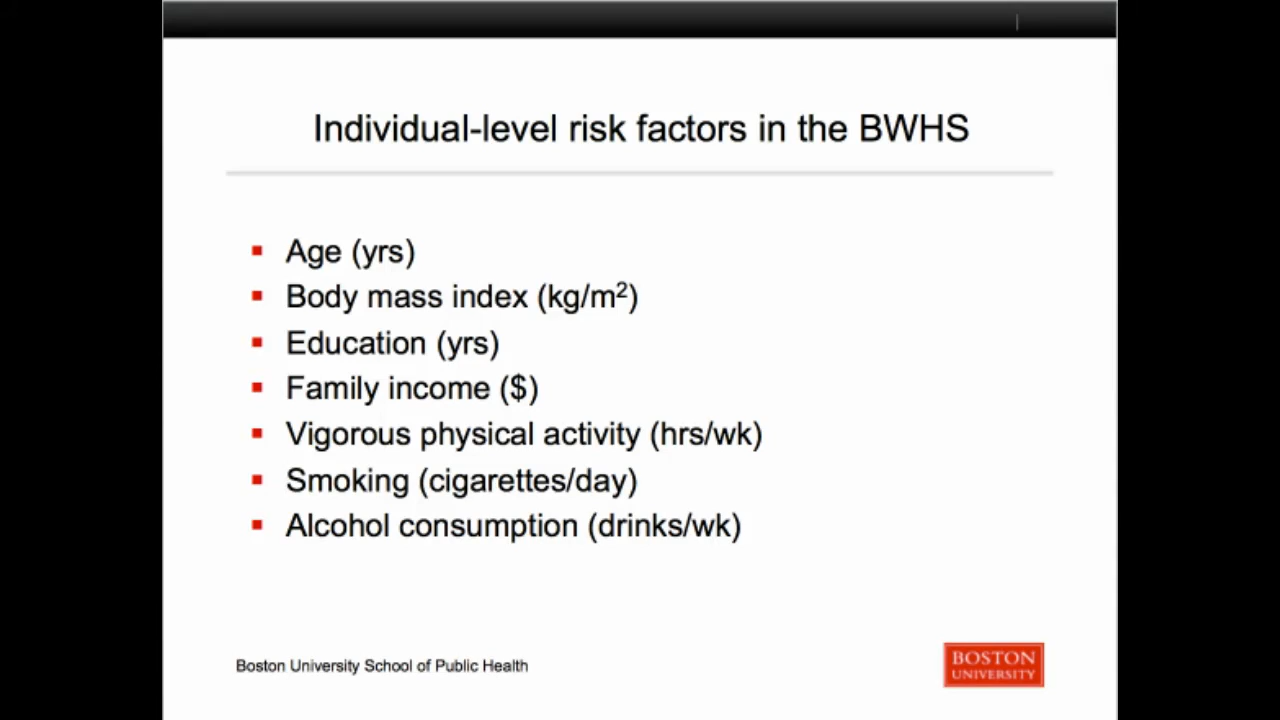 Individual-level risk factors in the BWHS
Age (yrs)
Body mass index (kg/m²)
Education (yrs)
Family income ($)
Vigorous physical activity (hrs/wk)
Smoking (cigarettes/day)
Alcohol consumption (drinks/wk)
Boston University School of Public Health
BOSTON
UNIVERSITY